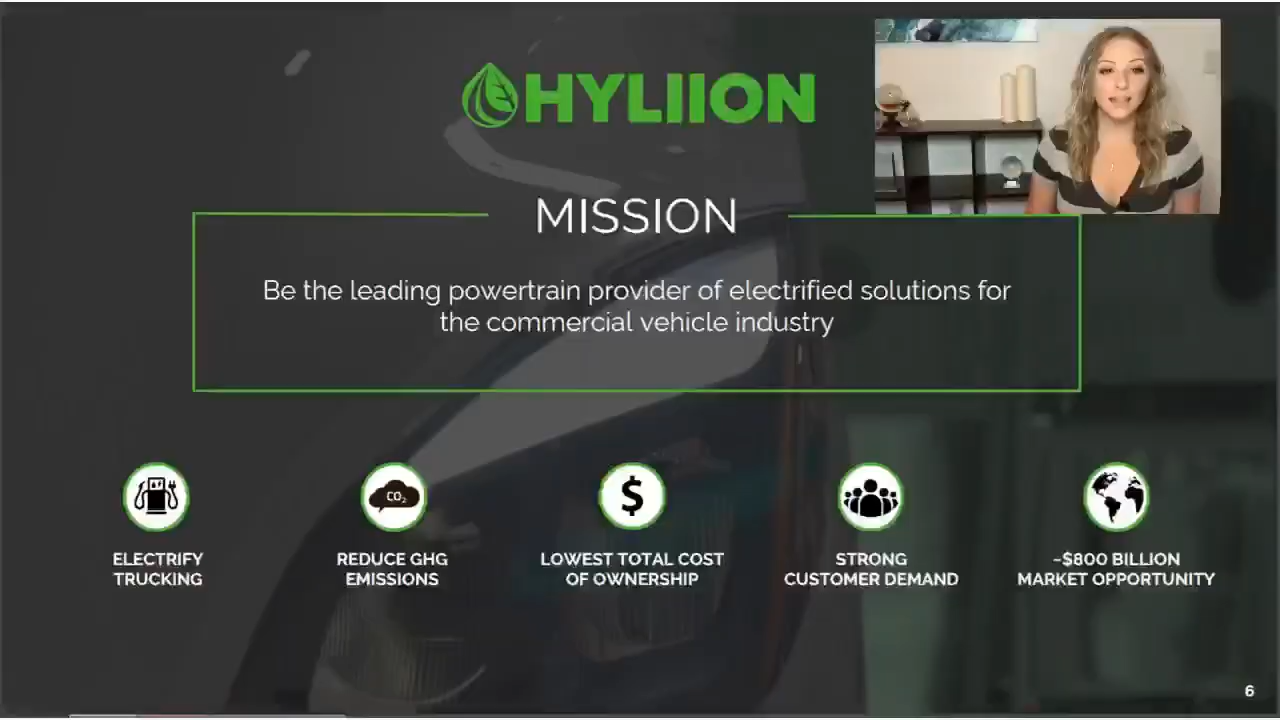 HYLIION
MISSION
Be the leading powertrain provider of electrified solutions for
the commercial vehicle industry
CO₂
$
ELECTRIFY
TRUCKING
REDUCE GHG
EMISSIONS
LOWEST TOTAL COST
OF OWNERSHIP
STRONG
CUSTOMER DEMAND
~$800 BILLION
MARKET OPPORTUNITY
6